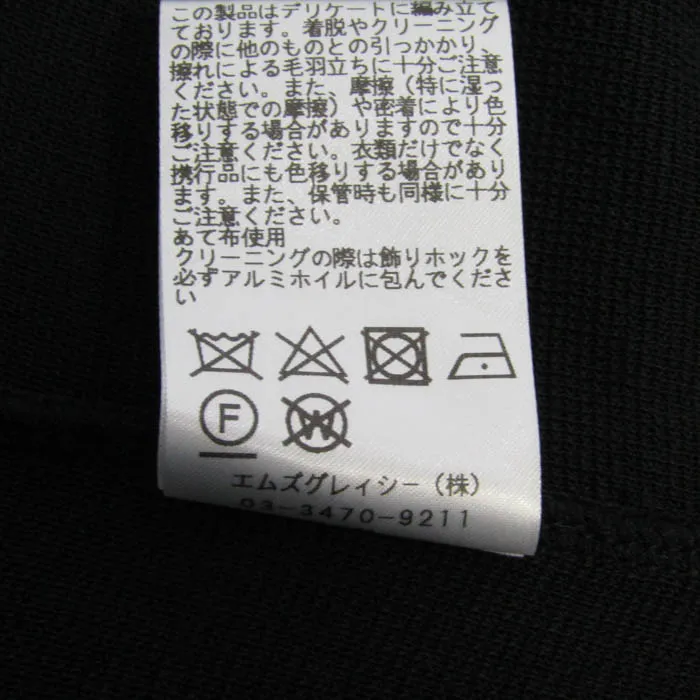 この製品はデリケートに編み立て
ております。着脱やクリーニング
の際に他のものとの引っかかり、
擦れによる毛羽立ちに十分ご注意
ください。また、摩擦（特に湿っ
た状態での摩擦）や密着により色
移りする場合がありますので十分
ご注意ください。衣類だけでなく
携行品にも色移りする場合があり
ます。また、保管時も同様に十分
ご注意ください。
あて布使用
クリーニングの際は飾りホックを
必ずアルミホイルに包んでくださ
い
F
W
エムズグレイシー（株）
03-3470-9211